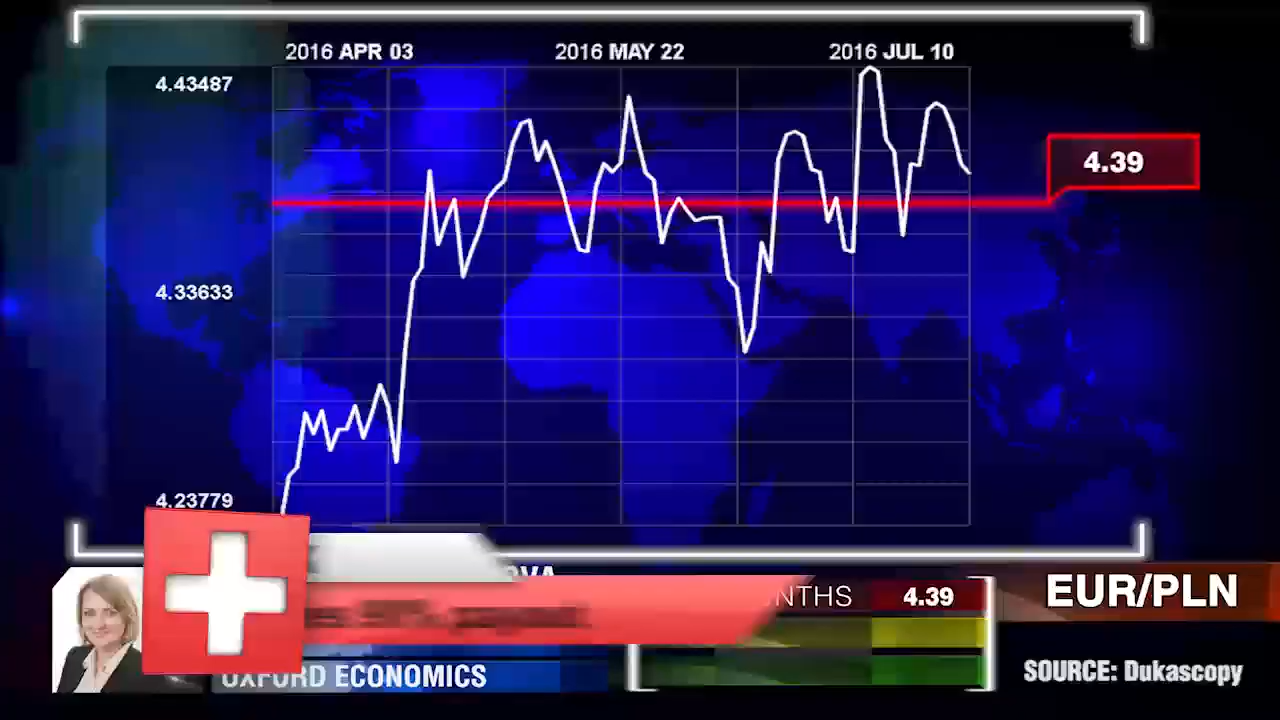 2016 APR 03 2016 MAY 22 2016 JUL 10
4.43487
4.39
4.33633
4.23779
4.39
EUR/PLN
OXFORD ECONOMICS
SOURCE: Dukascopy